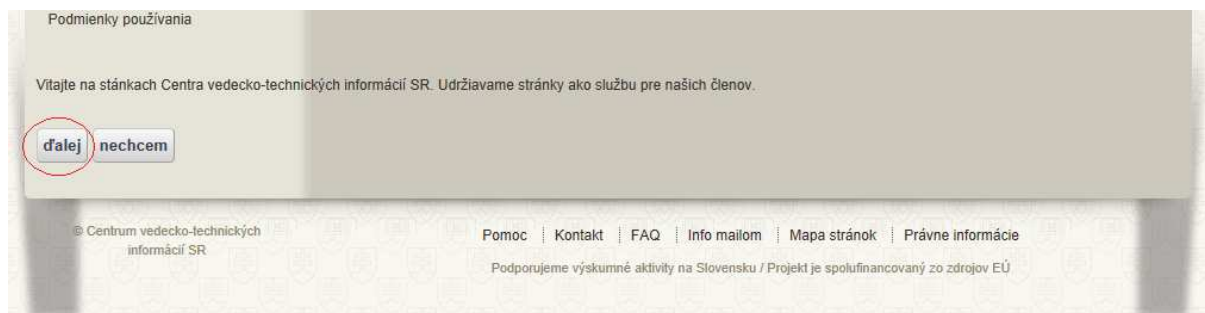 Podmienky používania
Vitajte na stánkach Centra vedecko-technických informácií SR. Udržiavame stránky ako službu pre našich členov.
ďalej nechcem
© Centrum vedecko-technických
informácií SR
Pomoc Kontakt FAQ Info mailom Mapa stránok Právne informácie
Podporujeme výskumné aktivity na Slovensku / Projekt je spolufinancovaný zo zdrojov EÚ